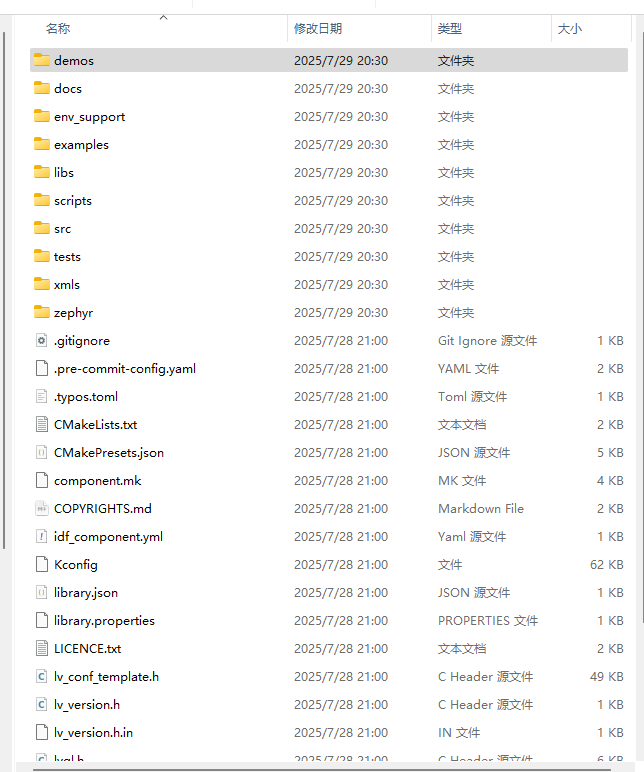 名称 修改日期 类型 大小
demos 2025/7/29 20:30 文件夹
docs 2025/7/29 20:30 文件夹
env_support 2025/7/29 20:30 文件夹
examples 2025/7/29 20:30 文件夹
libs 2025/7/29 20:30 文件夹
scripts 2025/7/29 20:30 文件夹
src 2025/7/29 20:30 文件夹
tests 2025/7/29 20:30 文件夹
xmls 2025/7/29 20:30 文件夹
zephyr 2025/7/29 20:30 文件夹
.gitignore 2025/7/28 21:00 Git Ignore 源文件 1 KB
.pre-commit-config.yaml 2025/7/28 21:00 YAML 文件 2 KB
.typos.toml 2025/7/28 21:00 Toml 源文件 1 KB
CMakeLists.txt 2025/7/28 21:00 文本文档 2 KB
CMakePresets.json 2025/7/28 21:00 JSON 源文件 5 KB
component.mk 2025/7/28 21:00 MK 文件 4 KB
COPYRIGHTS.md 2025/7/28 21:00 Markdown File 2 KB
idf_component.yml 2025/7/28 21:00 Yaml 源文件 1 KB
Kconfig 2025/7/28 21:00 文件 62 KB
library.json 2025/7/28 21:00 JSON 源文件 1 KB
library.properties 2025/7/28 21:00 PROPERTIES 文件 1 KB
LICENCE.txt 2025/7/28 21:00 文本文档 2 KB
lv_conf_template.h 2025/7/28 21:00 C Header 源文件 49 KB
lv_version.h 2025/7/28 21:00 C Header 源文件 1 KB
lv_version.h.in 2025/7/28 21:00 IN 文件 1 KB
lvgl.h 2025/7/28 21:00 C Header 源文件 6 KB